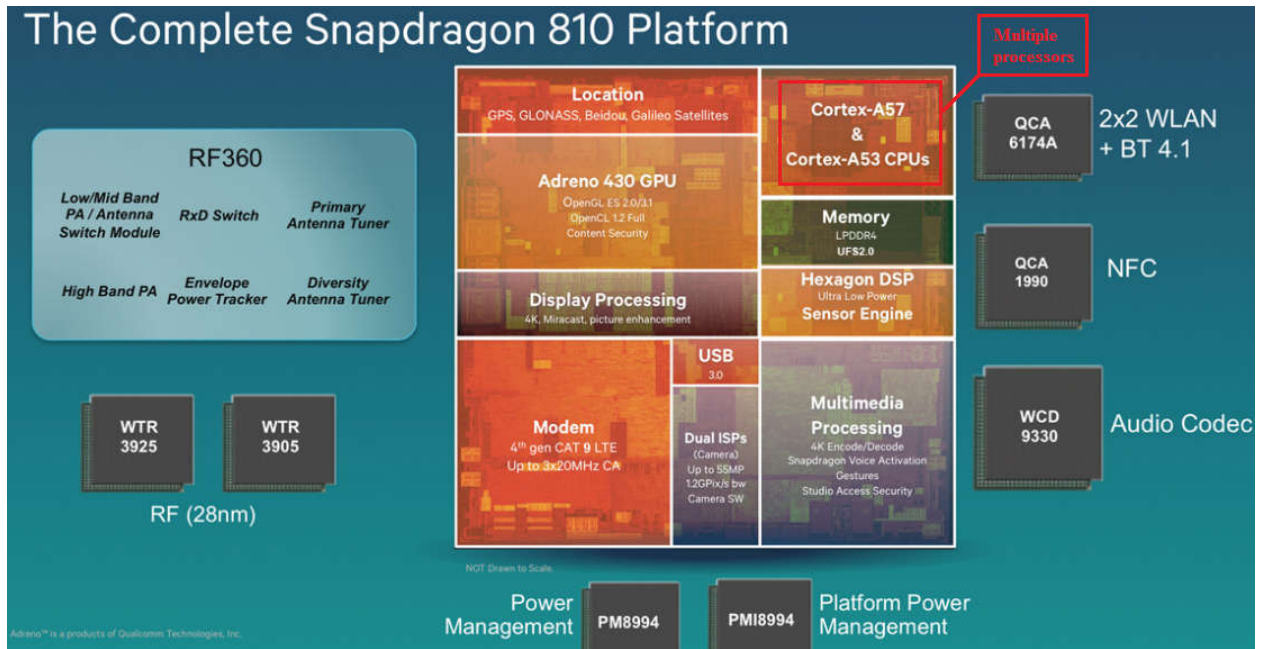 The Complete Snapdragon 810 Platform
Multiple
processors
RF360
Low/Mid Band
PA / Antenna
Switch Module
RxD Switch
Primary
Antenna Tuner
High Band PA
Envelope
Power Tracker
Diversity
Antenna Tuner
WTR
3925
WTR
3905
RF (28nm)
Location
GPS, GLONASS, Beidou, Galileo Satellites
Adreno 430 GPU
OpenGL ES 2.0/3.1
OpenCL 1.2 Full
Content Security
Display Processing
4K, Miracast, picture enhancement
Modem
4th gen CAT 9 LTE
Up to 3x20MHz CA
USB
3.0
Dual ISPs
(Camera)
Up to 55MP
1.2GPix/s bw
Camera SW
Cortex-A57
&
Cortex-A53 CPUs
Memory
LPDDR4
UFS2.0
Hexagon DSP
Ultra Low Power
Sensor Engine
Multimedia
Processing
4K Encode/Decode
Snapdragon Voice Activation
Gestures
Studio Access Security
QCA
6174A
2x2 WLAN
+ BT 4.1
QCA
1990
NFC
WCD
9330
Audio Codec
NOT Drawn to Scale.
Power
Management
PM8994
PMI8994
Platform Power
Management
Adreno™ is a products of Qualcomm Technologies, Inc.